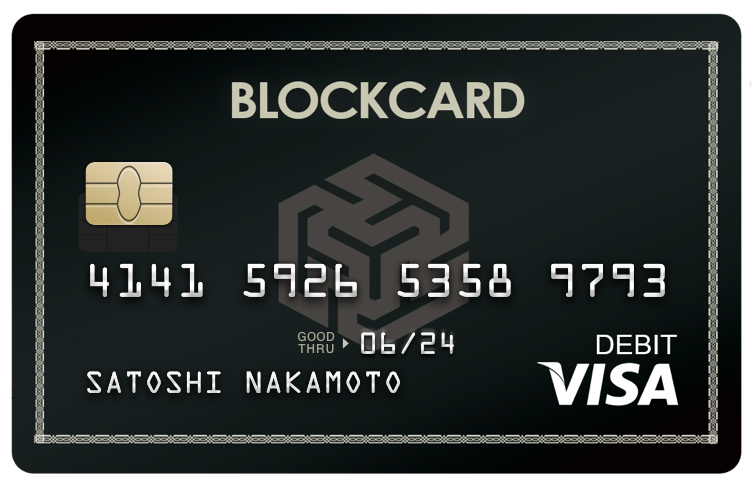 BLOCKCARD
4141 5926 5358 9793
GOOD THRU 06/24
DEBIT
SATOSHI NAKAMOTO
VISA